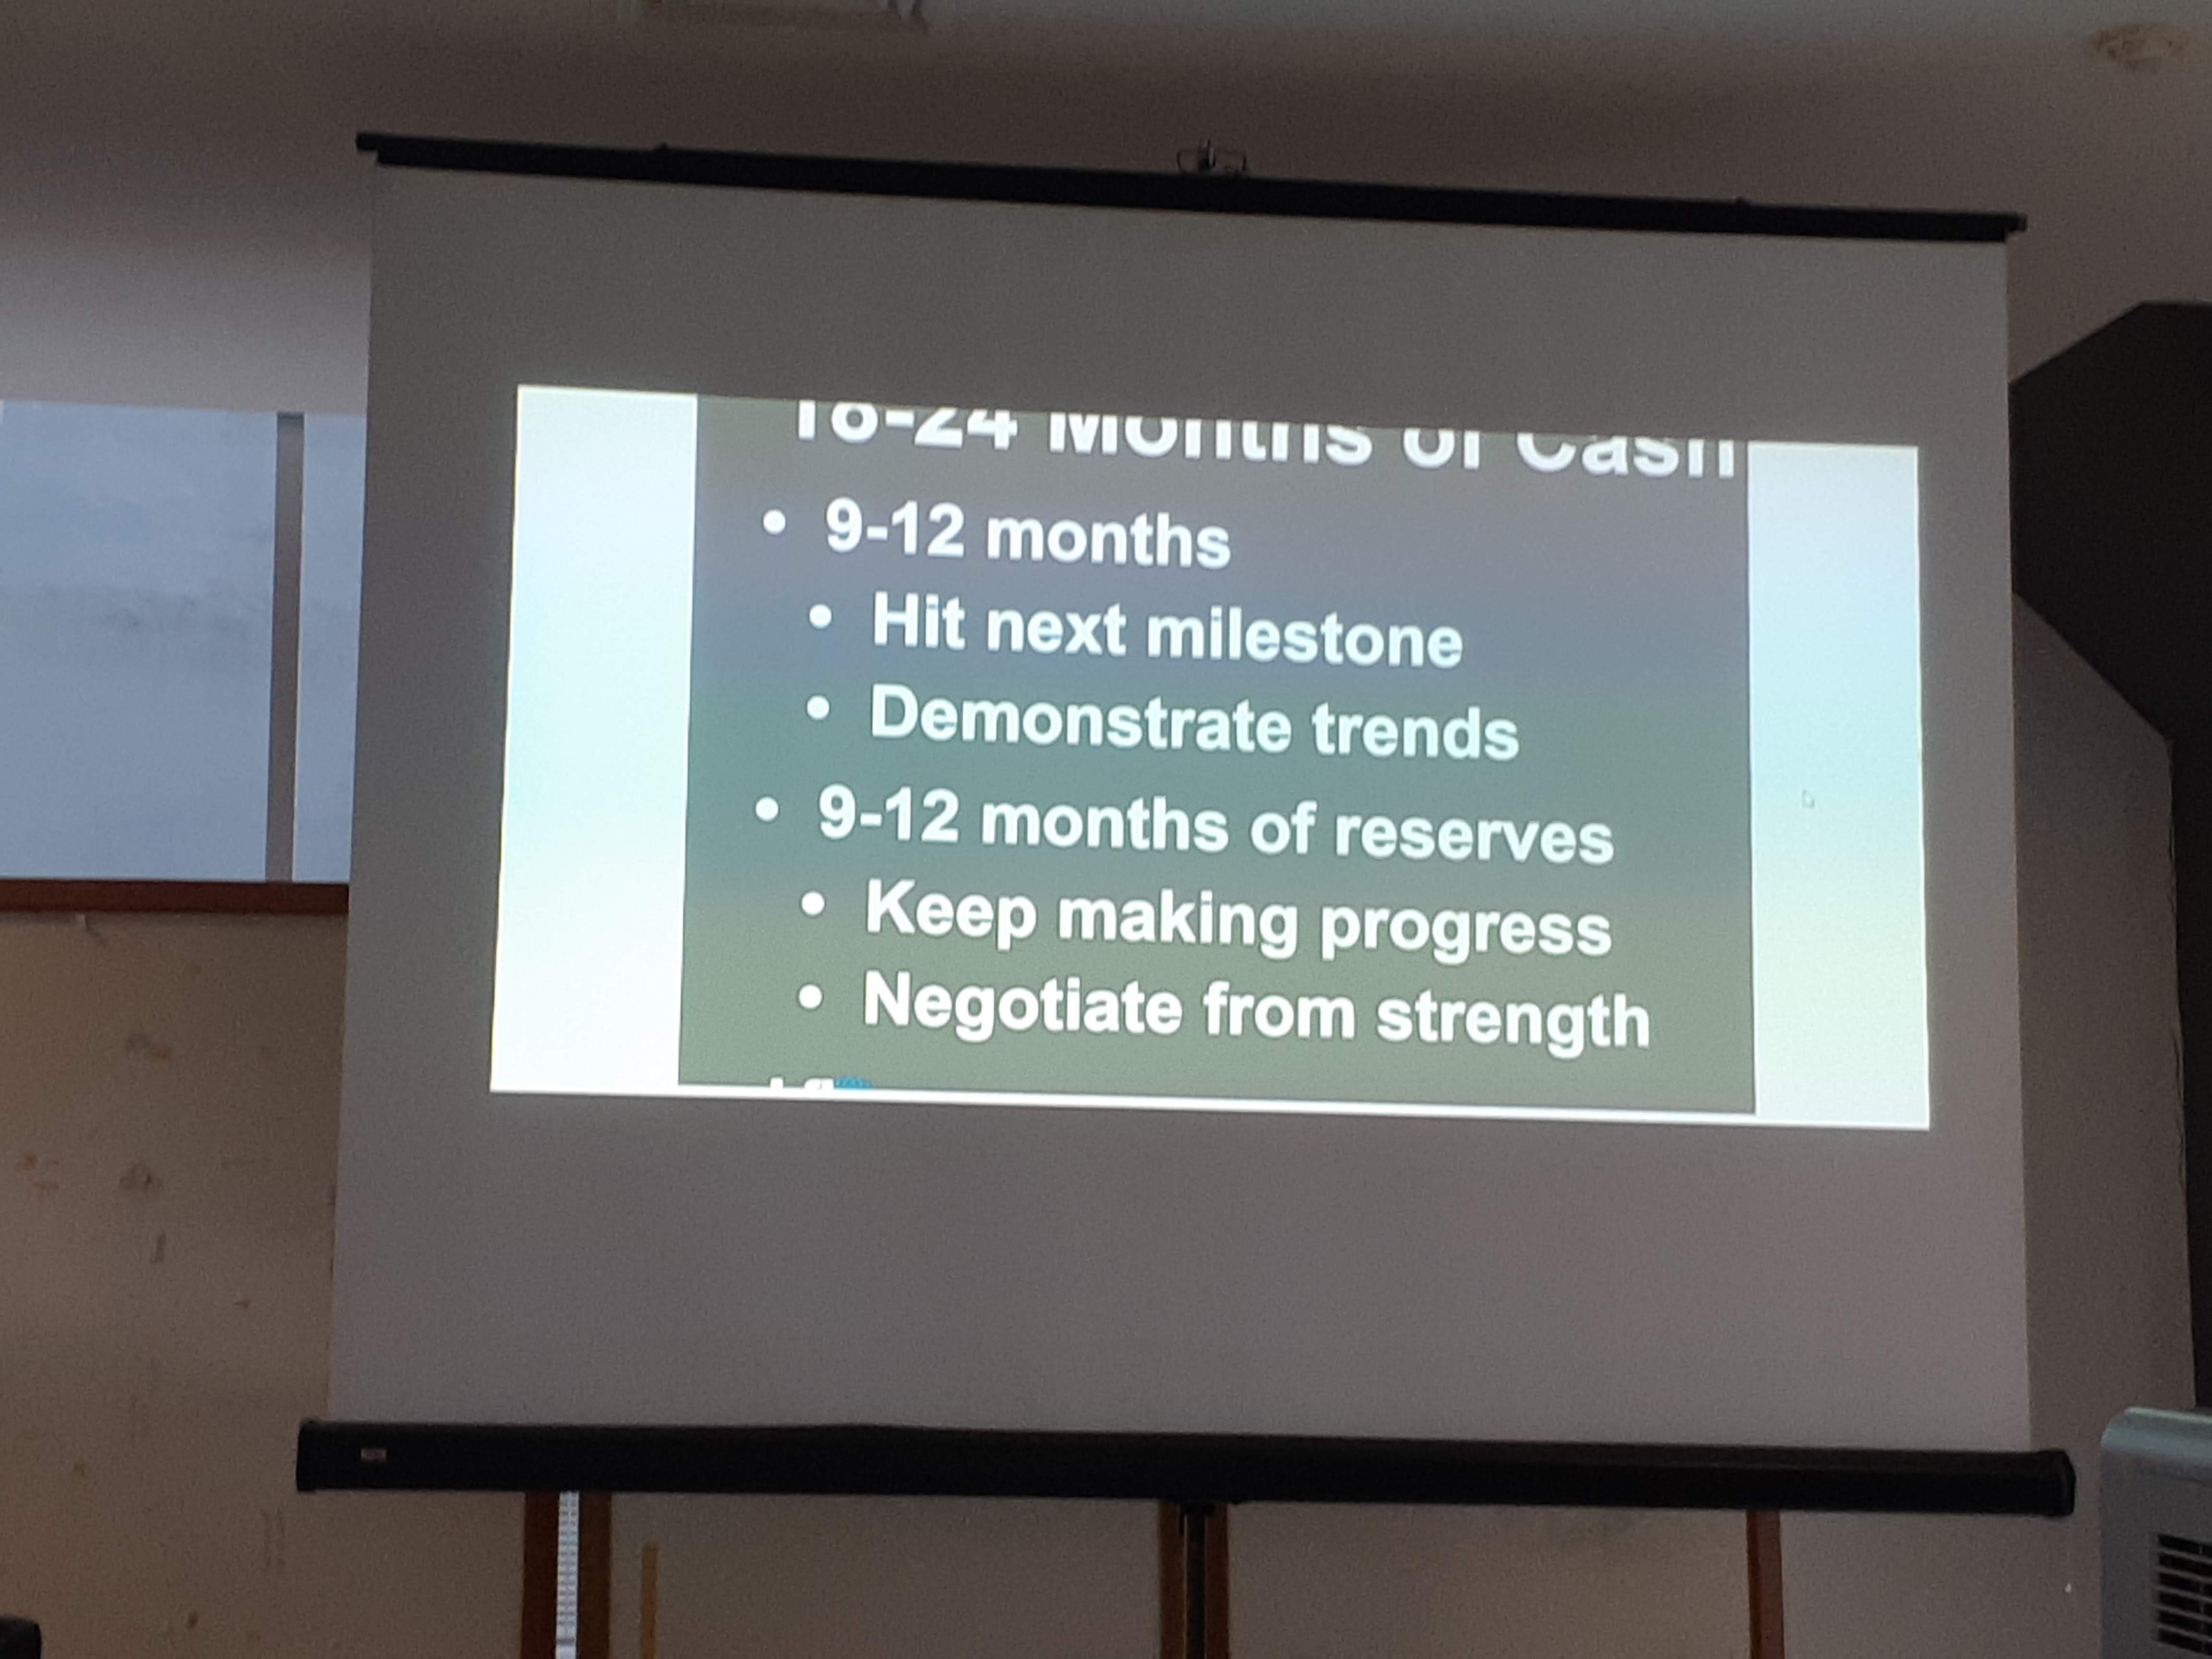 18-24 Months of Cash
• 9-12 months
• Hit next milestone
• Demonstrate trends
• 9-12 months of reserves
• Keep making progress
• Negotiate from strength